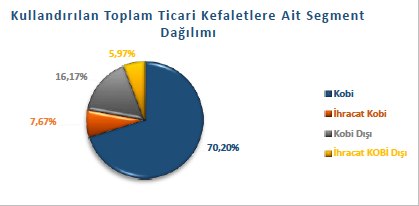 Kullandırılan Toplam Ticari Kefaletlere Ait Segment
Dağılımı
5,97%
16,17%
7,67%
70,20%
Kobi
İhracat Kobi
Kobi Dışı
İhracat KOBİ Dışı